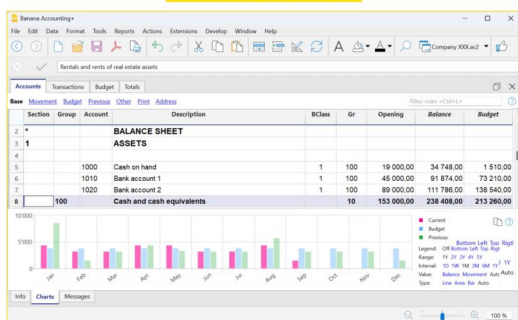 Banana Accounting+
File Edit Data Format Tools Reports Actions Extensions Develop Window Help
Company XXX.ac2
Rentals and rents of real estate assets
Accounts Transactions Budget Totals
Base Movement Budget Previous Other Print Address Filter rows <Ctrl+L>
Section Group Account Description BClass Gr Opening Balance Budget
2 * BALANCE SHEET
3 1 ASSETS
4
5 1000 Cash on hand 1 100 19 000,00 34 748,00 1 510,00
6 1010 Bank account 1 1 100 45 000,00 91 874,00 73 210,00
7 1020 Bank account 2 1 100 89 000,00 111 786,00 138 540,00
8 100 Cash and cash equivalents 10 153 000,00 238 408,00 213 260,00
10'000
5'000
0
Jan Feb Mar Apr May Jun Jul Aug Sep Oct Nov Dec
Current
Budget
Previous
Bottom Left Top Right
Legend: Off Bottom Left Top Rigt
Range: 1Y 2Y 3Y 4Y 5Y
Interval: 1D 1W 1M 3M 6M 1Y 1Y
Value: Balance Movement Aut Auto
Type: Line Area Bar Auto
Info Charts Messages
100 %